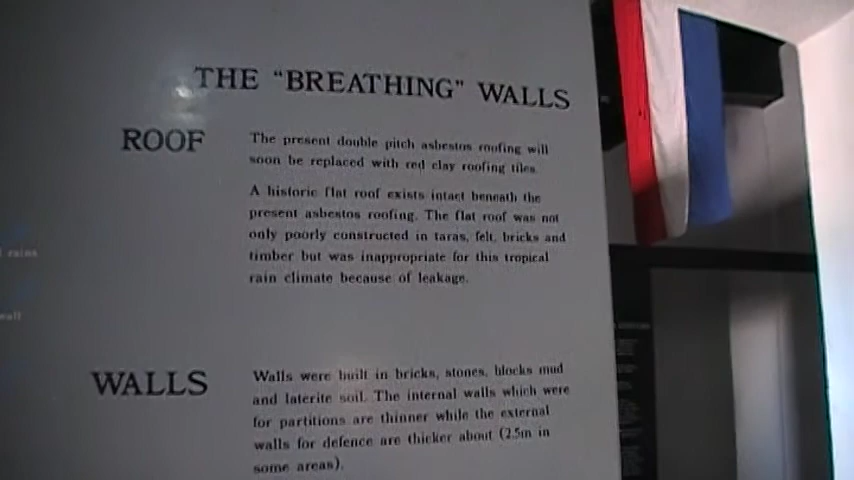 THE "BREATHING" WALLS
ROOF
The present double pitch asbestos roofing will
soon be replaced with red clay roofing tiles.
A historic flat roof exists intact beneath the
present asbestos roofing. The flat roof was not
only poorly constructed in taras, felt, bricks and
timber but was inappropriate for this tropical
rain climate because of leakage.
WALLS
Walls were built in bricks, stones, blocks mud
and laterite soil. The internal walls which were
for partitions are thinner while the external
walls for defence are thicker about (2.5m in
some areas).
rains
wall